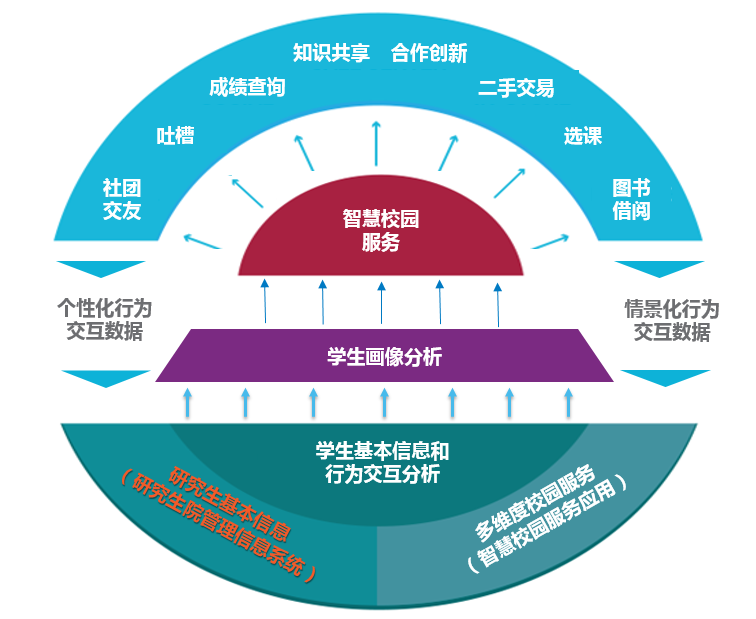 知识共享 合作创新
成绩查询
二手交易
吐槽
选课
社团
交友
图书
借阅
智慧校园
服务
个性化行为
交互数据
情景化行为
交互数据
学生画像分析
学生基本信息和
行为交互分析
研究生基本信息
（研究生院管理信息系统）
多维度校园服务
（智慧校园服务应用）